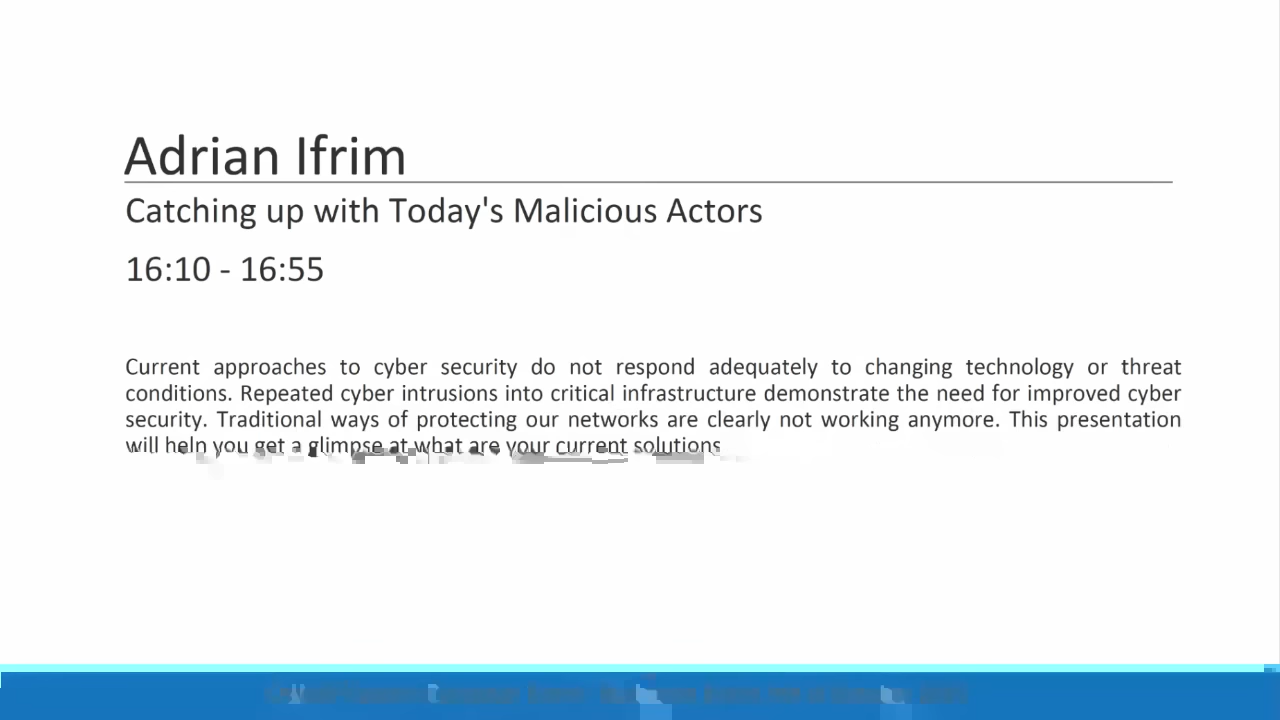 Adrian Ifrim
Catching up with Today's Malicious Actors
16:10 - 16:55
Current approaches to cyber security do not respond adequately to changing technology or threat
conditions. Repeated cyber intrusions into critical infrastructure demonstrate the need for improved cyber
security. Traditional ways of protecting our networks are clearly not working anymore. This presentation
will help you get a glimpse at what are your current solutions